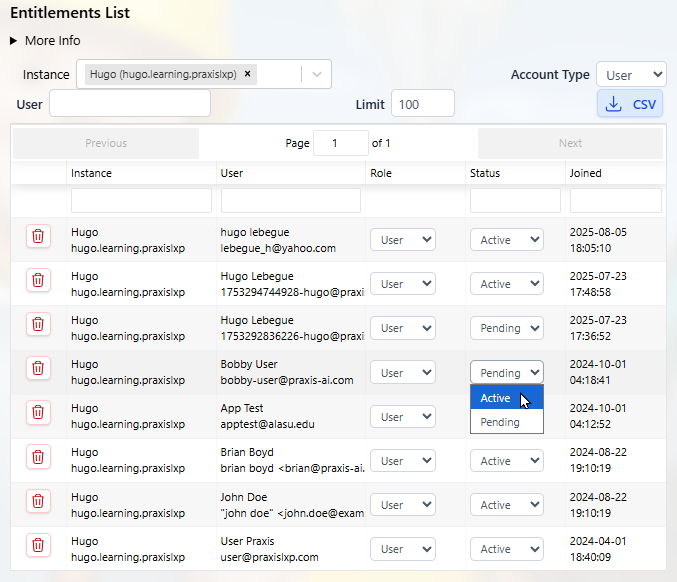 Entitlements List
More Info
Instance Hugo (hugo.learning.praxislxp) × Account Type User
User Limit 100 CSV
Previous Page 1 of 1 Next
Instance User Role Status Joined
Hugo hugo lebegue 2025-08-05
hugo.learning.praxislxp lebegue_h@yahoo.com User Active 18:05:10
Hugo Hugo Lebegue 2025-07-23
hugo.learning.praxislxp 1753294744928-hugo@praxi User Active 17:48:58
Hugo Hugo Lebegue 2025-07-23
hugo.learning.praxislxp 1753292836226-hugo@praxi User Pending 17:36:52
Hugo Bobby User 2024-10-01
hugo.learning.praxislxp bobby-user@praxis-ai.com User Pending 04:18:41
Active
Pending
Hugo App Test 2024-10-01
hugo.learning.praxislxp apptest@alasu.edu User 04:12:52
Hugo Brian Boyd 2024-08-22
hugo.learning.praxislxp brian boyd <brian@praxis-ai. User Active 19:10:19
Hugo John Doe 2024-08-22
hugo.learning.praxislxp "john doe" <john.doe@exam User Active 19:10:19
Hugo User Praxis 2024-04-01
hugo.learning.praxislxp user@praxislxp.com User Active 18:40:09